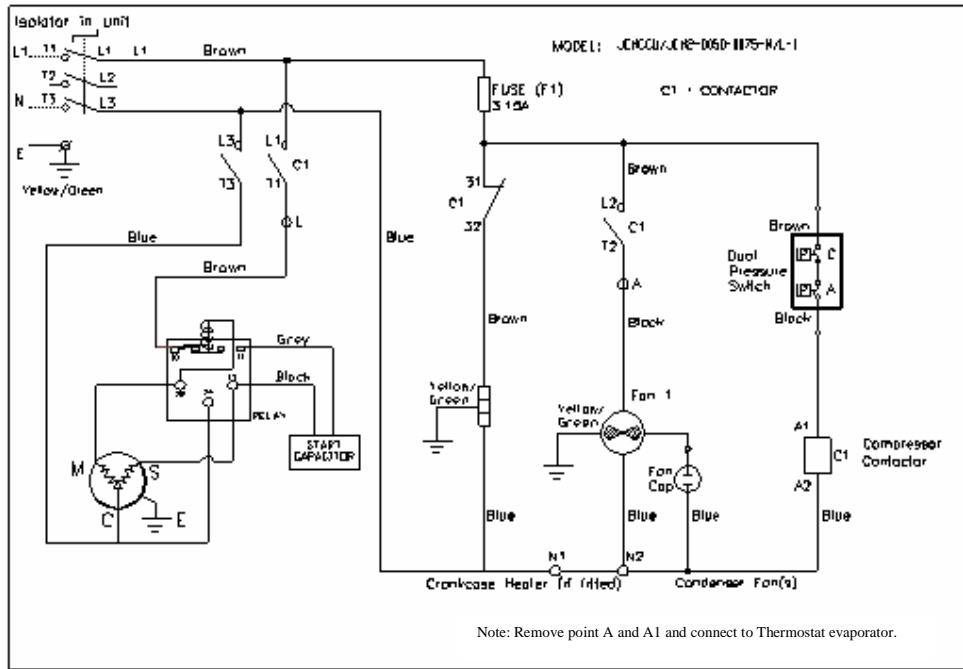 Isolator in unit
L1 T1 L1 L1 Brown
T2 L2
N T3 L3
E
Yellow/Green
MODEL:
C1 : CONTACTOR
FUSE (F1)
3.15A
L3 L1
C1
T3 T1
L
Blue
Brown
Blue
31
C1
32
Brown
Brown
L2
C1
T2
A
Black
Brown
Dual
Pressure
Switch
P C
P A
Black
Grey
Black
RELAY
START
CAPACITOR
M S
C E
Yellow/
Green
Fan 1
Yellow/
Green
Fan
Cap
A1
C1
A2
Compressor
Contactor
Blue
Blue
Blue
Blue
N1 N2
Crankcase Heater (if fitted)
Condenser Fan(s)
Note: Remove point A and A1 and connect to Thermostat evaporator.